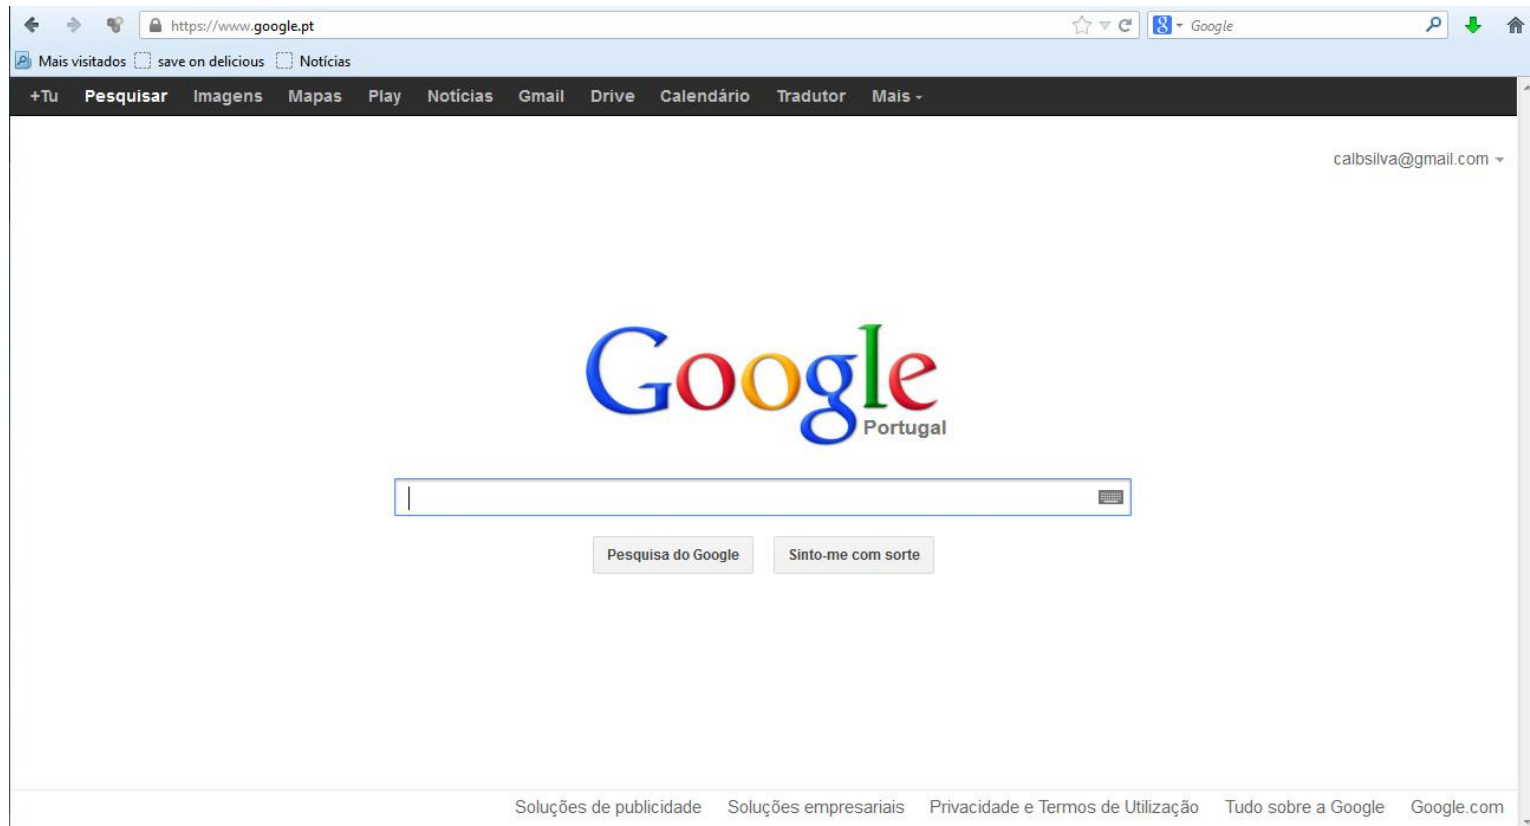 https://www.google.pt Google
Mais visitados save on delicious Notícias
+Tu Pesquisar Imagens Mapas Play Notícias Gmail Drive Calendário Tradutor Mais
calbsilva@gmail.com
Google
Portugal
Pesquisa do Google Sinto-me com sorte
Soluções de publicidade Soluções empresariais Privacidade e Termos de Utilização Tudo sobre a Google Google.com